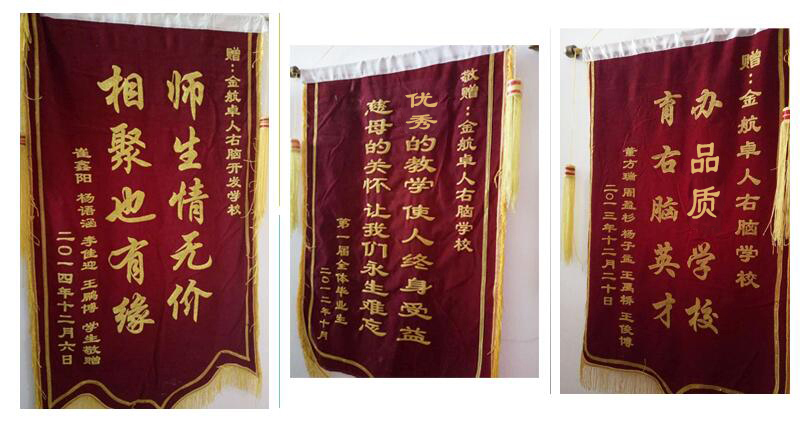 赠：金航卓人右脑开发学校
师生情无价
相聚也有缘
崔鑫阳 杨语涵 李佳迎 王鹏博 学生敬赠
二〇一四年十二月六日
敬赠：金航卓人右脑学校
优秀的教学 使人终身受益
慈母的关怀 让我们永生难忘
第一届全体毕业生
二〇一二年十月
赠：金航卓人右脑学校
办品质学校
育右脑英才
董方瑞 周盈杉 杨子孟 王禹桥 王俊博
二〇一三年十二月二十日